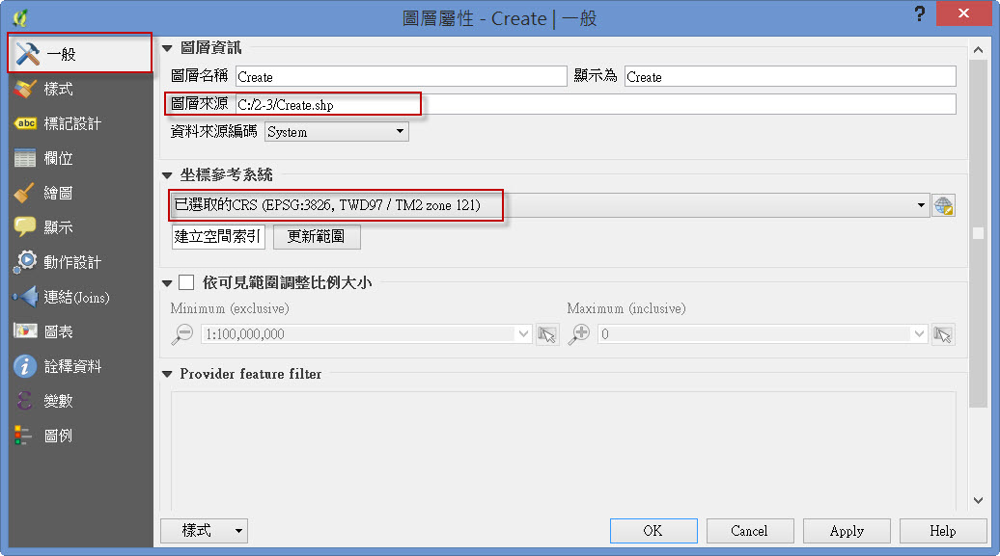 圖層屬性 - Create | 一般
?
一般
樣式
abc 標記設計
欄位
繪圖
顯示
動作設計
連結(Joins)
圖表
詮釋資料
變數
圖例
圖層資訊
圖層名稱 Create 顯示為 Create
圖層來源 C:/2-3/Create.shp
資料來源編碼 System
坐標參考系統
已選取的CRS (EPSG:3826, TWD97 / TM2 zone 121)
建立空間索引 更新範圍
依可見範圍調整比例大小
Minimum (exclusive) Maximum (inclusive)
1:100,000,000 0
Provider feature filter
樣式 OK Cancel Apply Help